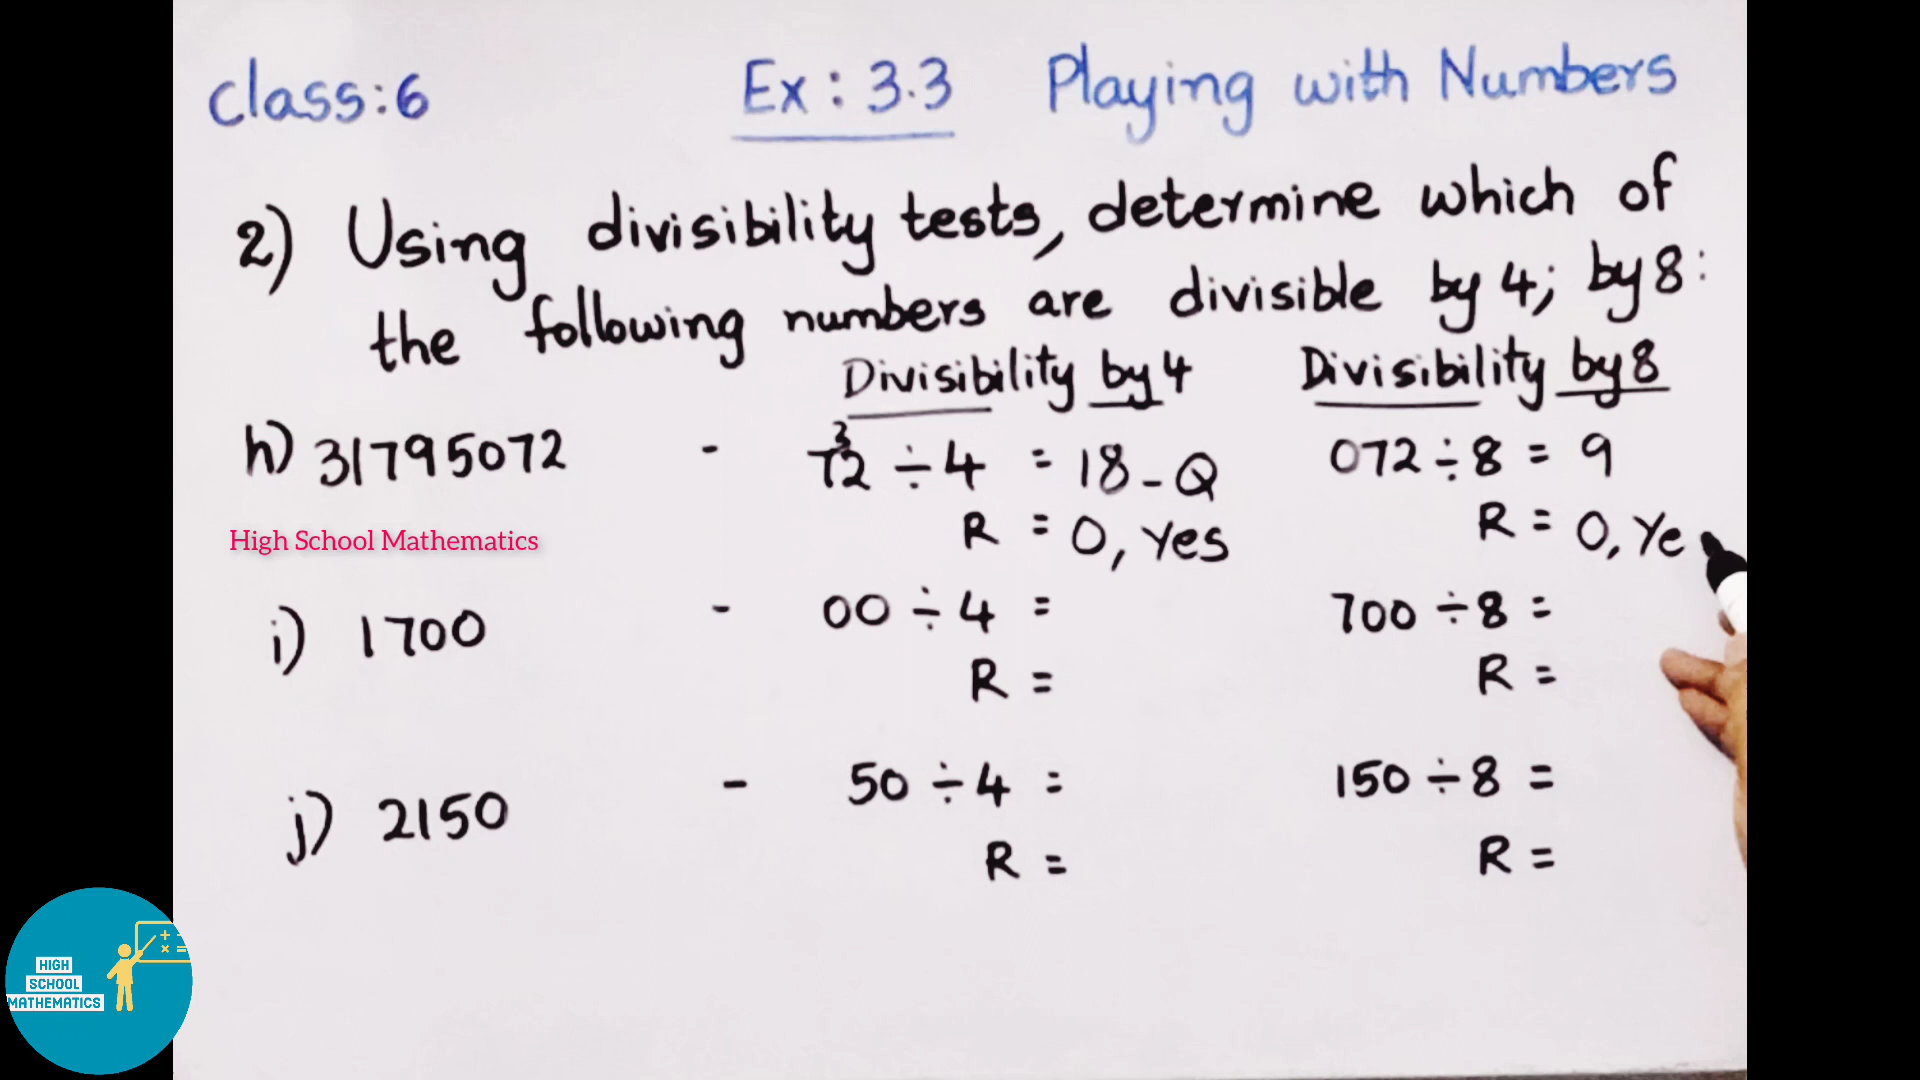 Class:6 Ex: 3.3 Playing with Numbers
2) Using divisibility tests, determine which of
the following numbers are divisible by 4; by 8:
Divisibility by 4 Divisibility by 8
h) 31795072 - 7³2 ÷ 4 = 18 - Q 072 ÷ 8 = 9
R = 0, Yes R = 0, Ye
High School Mathematics
i) 1700 - 00 ÷ 4 = 700 ÷ 8 =
R = R =
j) 2150 - 50 ÷ 4 = 150 ÷ 8 =
R = R =
HIGH
SCHOOL
MATHEMATICS